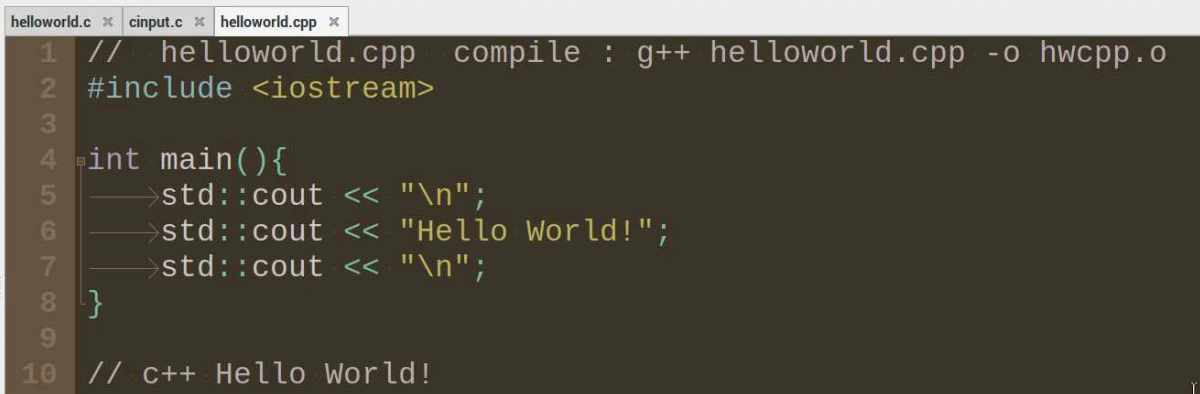 helloworld.c × cinput.c × helloworld.cpp ×
1 //  helloworld.cpp  compile : g++ helloworld.cpp -o hwcpp.o
2 #include <iostream>
3
4 int main(){
5     std::cout << "\n";
6     std::cout << "Hello World!";
7     std::cout << "\n";
8 }
9
10 // c++ Hello World!